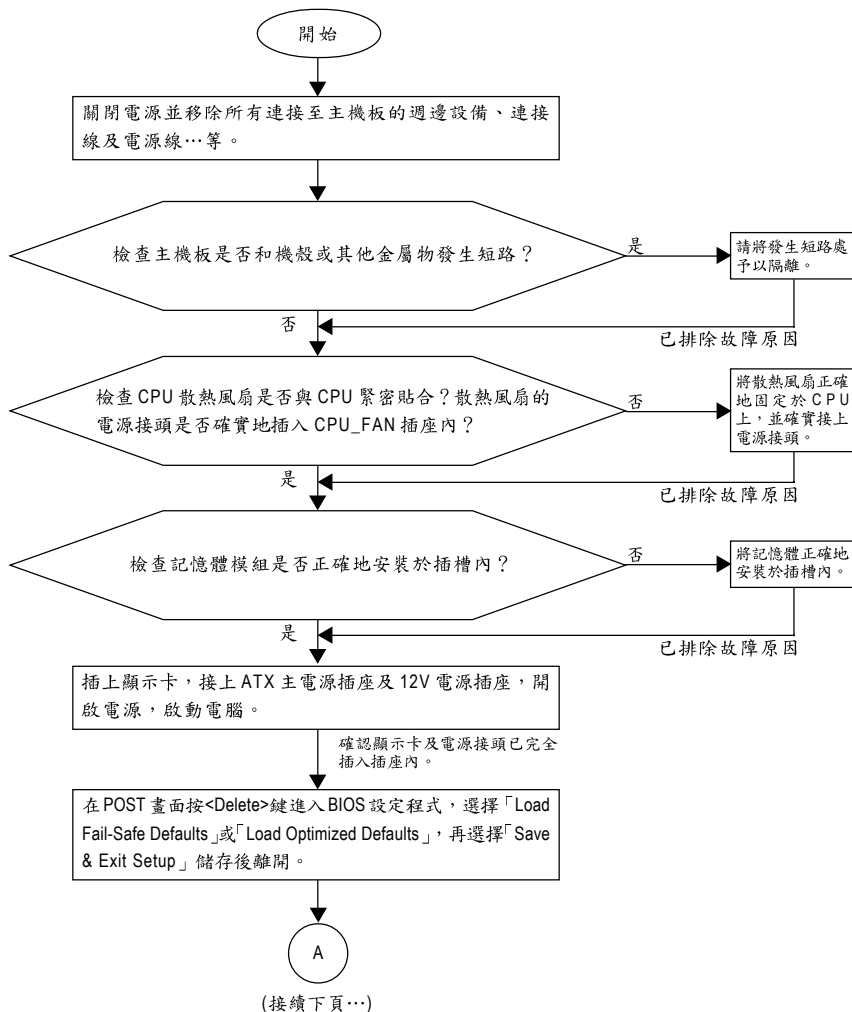 開始
關閉電源並移除所有連接至主機板的週邊設備、連接
線及電源線…等。
檢查主機板是否和機殼或其他金屬物發生短路？
是
請將發生短路處
予以隔離。
否
已排除故障原因
檢查 CPU 散熱風扇是否與 CPU 緊密貼合？散熱風扇的
電源接頭是否確實地插入 CPU_FAN 插座內？
否
將散熱風扇正確
地固定於 CPU
上，並確實接上
電源接頭。
是
已排除故障原因
檢查記憶體模組是否正確地安裝於插槽內？
否
將記憶體正確地
安裝於插槽內。
是
已排除故障原因
插上顯示卡，接上 ATX 主電源插座及 12V 電源插座，開
啟電源，啟動電腦。
確認顯示卡及電源接頭已完全
插入插座內。
在 POST 畫面按<Delete>鍵進入 BIOS 設定程式，選擇「Load
Fail-Safe Defaults」或「Load Optimized Defaults」，再選擇「Save
& Exit Setup」儲存後離開。
A
(接續下頁…)